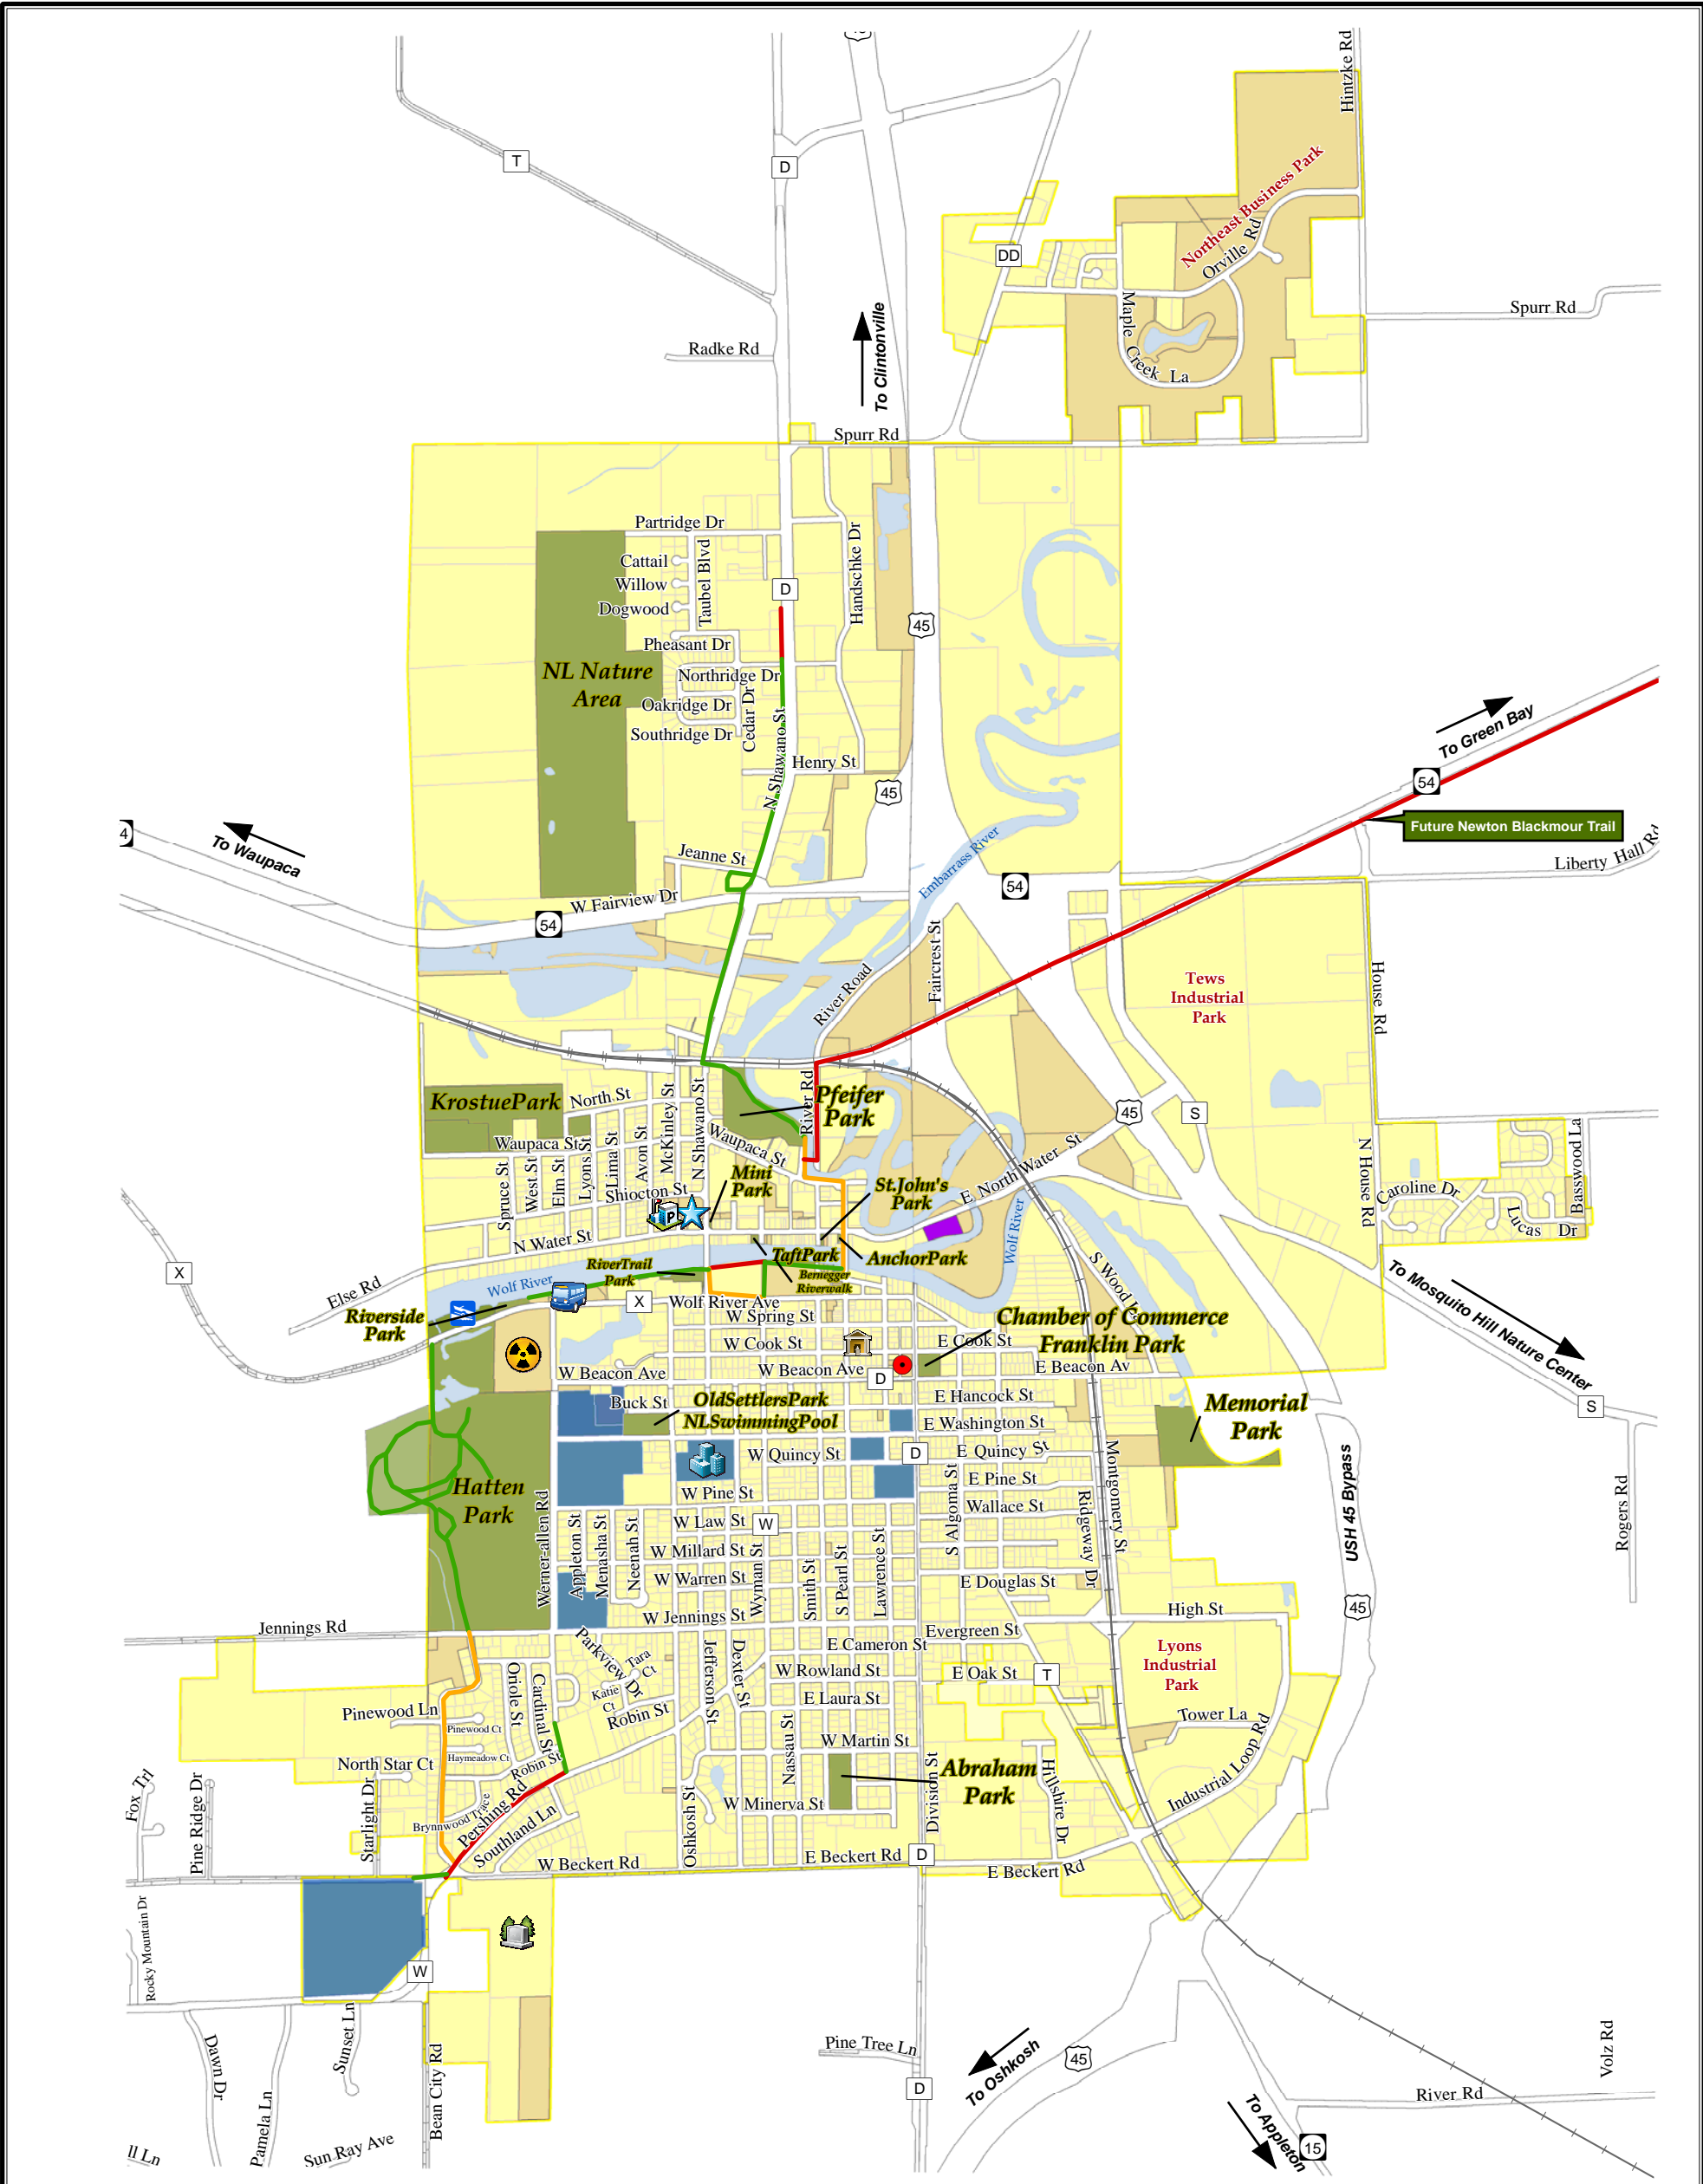 Hintzke Rd
T
D
Northeast Business Park
Orville Rd
DD
Maple Creek La
Spurr Rd
To Clintonville
Radke Rd
Spurr Rd
Partridge Dr
Cattail
Willow
Dogwood
Taubel Blvd
D
Handschke Dr
45
Pheasant Dr
NL Nature
Area
Northridge Dr
Oakridge Dr
Cedar Dr
Southridge Dr
N Shawano St
Henry St
45
To Green Bay
54
Future Newton Blackmour Trail
Liberty Hall Rd
4
To Waupaca
Jeanne St
Embarrass River
54
W Fairview Dr
54
Faircrest St
River Road
Tews
Industrial
Park
House Rd
KrostuePark
North St
McKinley St
N Shawano St
River Rd
Pfeifer
Park
45
S
Waupaca St
Waupaca St
Spruce St
West St
Elm St
Lyons St
Lima St
Avon St
Shiocton St
Mini
Park
St.John's
Park
E North Water St
N House Rd
Caroline Dr
Lucas Dr
Basswood La
P
N Water St
TaftPark
AnchorPark
Wolf River
S Wood
X
Else Rd
Wolf River
RiverTrail
Park
Bernegger
Riverwalk
To Mosquito Hill Nature Center
Riverside
Park
X
Wolf River Ave
W Spring St
Chamber of Commerce
Franklin Park
W Cook St
E Cook St
W Beacon Ave
W Beacon Ave
D
E Beacon Av
S
Buck St
OldSettlersPark
NLSwimmingPool
E Hancock St
E Washington St
Memorial
Park
W Quincy St
D
E Quincy St
Hatten
Park
W Pine St
E Pine St
Wallace St
S Algoma St
Ridgeway Dr
Montgomery St
USH 45 Bypass
Rogers Rd
Werner-allen Rd
Appleton St
Menasha St
Neenah St
W Law St
W
W Millard St
W Warren St
Wyman St
Smith St
S Pearl St
Lawrence St
E Douglas St
W Jennings St
High St
45
Jennings Rd
Evergreen St
E Cameron St
Lyons
Industrial
Park
Parkview Dr
Tara
Ct
Katie
Ct
Jefferson St
Dexter St
W Rowland St
E Oak St
T
Oriole St
Cardinal St
Robin St
E Laura St
Pinewood Ln
Pinewood Ct
Tower La
Nassau St
W Martin St
Haymeadow Ct
North Star Ct
Robin St
Abraham
Park
Hillshire Dr
Industrial Loop Rd
Fox Trl
Pine Ridge Dr
Starlight Dr
Brynnwood Trace
Pershing Rd
Southland Ln
Oshkosh St
W Minerva St
Division St
W Beckert Rd
E Beckert Rd
D
E Beckert Rd
Rocky Mountain Dr
W
Dawn Dr
Pamela Ln
Sunset Ln
Bean City Rd
Pine Tree Ln
To Oshkosh
45
D
River Rd
Volz Rd
To Appleton
15
ll Ln
Sun Ray Ave